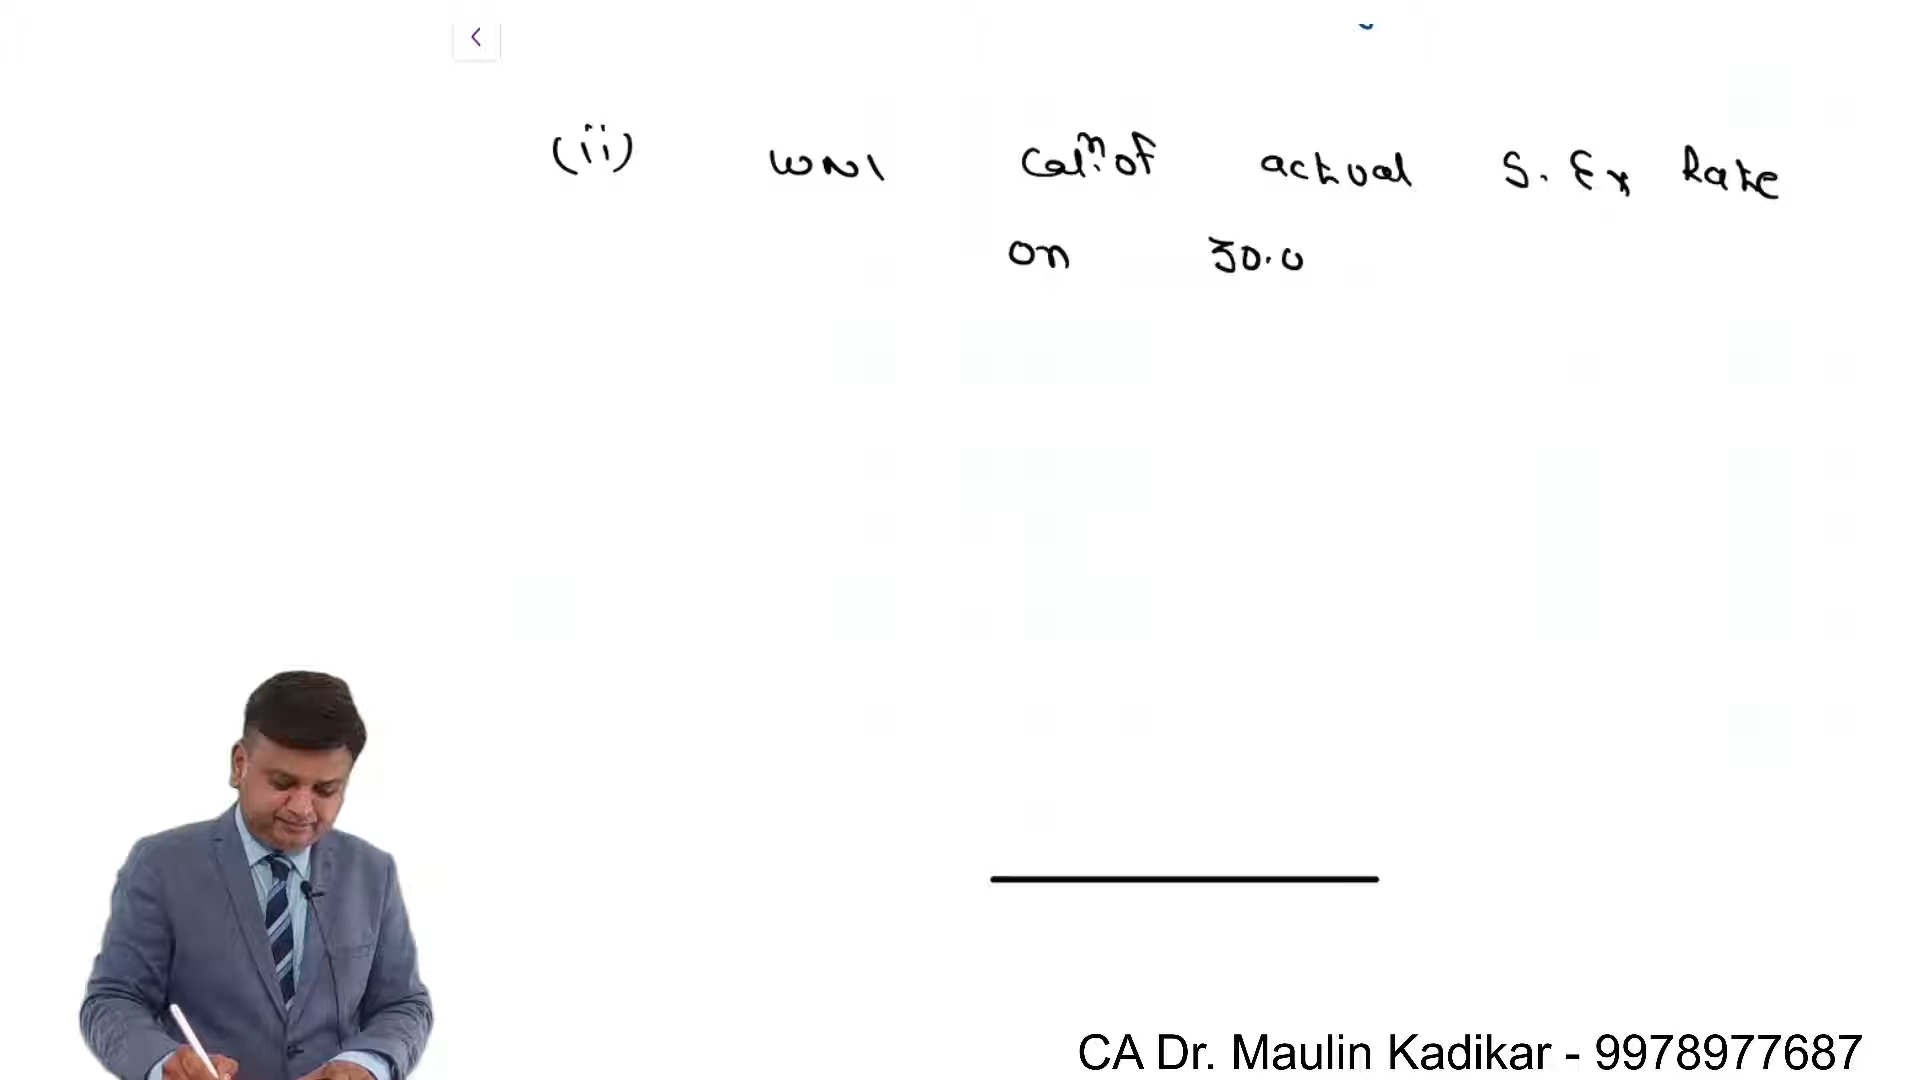 (ii) WN1 Calⁿ. of actual S. Ex Rate
on 30.0
CA Dr. Maulin Kadikar - 9978977687